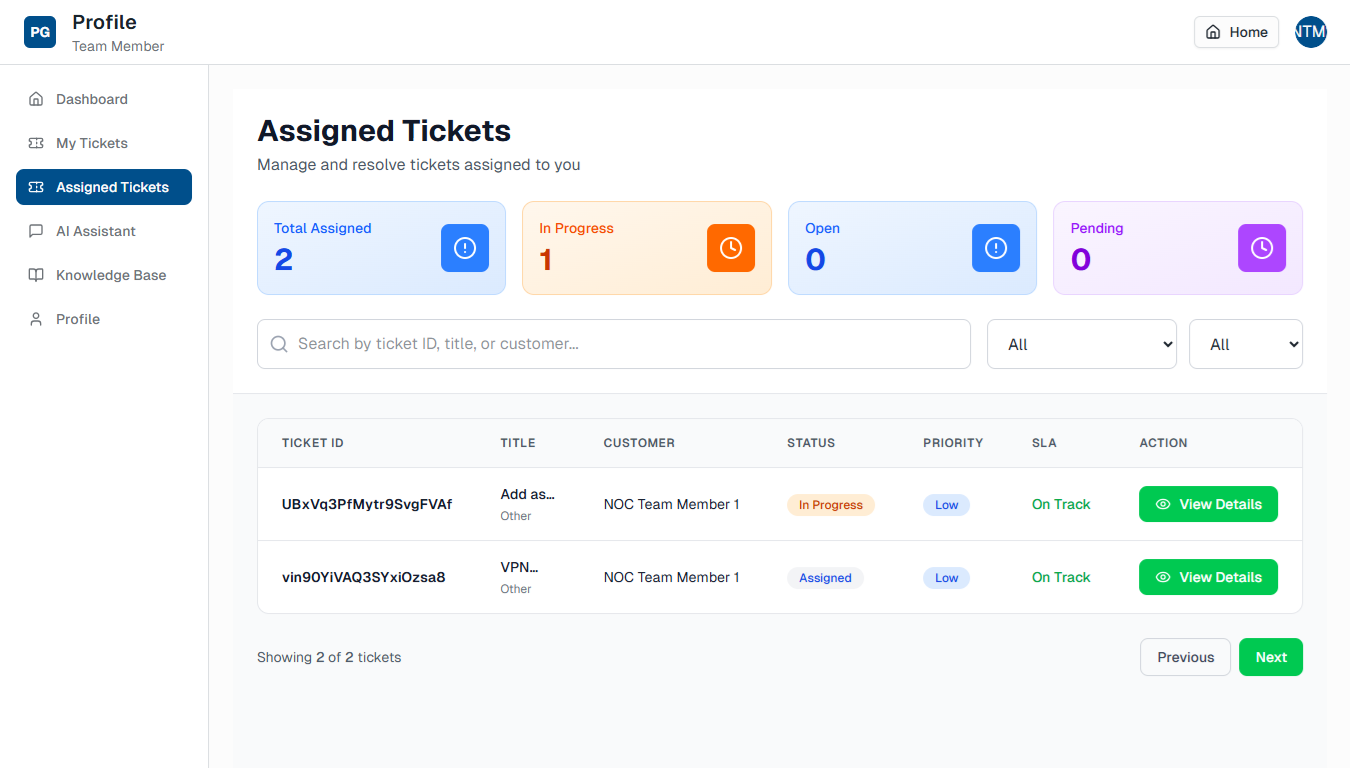 PG
Profile
Team Member
Home
NTM
Dashboard
My Tickets
Assigned Tickets
AI Assistant
Knowledge Base
Profile
Assigned Tickets
Manage and resolve tickets assigned to you
Total Assigned
2
In Progress
1
Open
0
Pending
0
Search by ticket ID, title, or customer...
All
All
TICKET ID TITLE CUSTOMER STATUS PRIORITY SLA ACTION
UBxVq3PfMytr9SvgFVAf Add as... NOC Team Member 1 In Progress Low On Track View Details
Other
vin90YiVAQ3SYxiOzsa8 VPN... NOC Team Member 1 Assigned Low On Track View Details
Other
Showing 2 of 2 tickets
Previous
Next